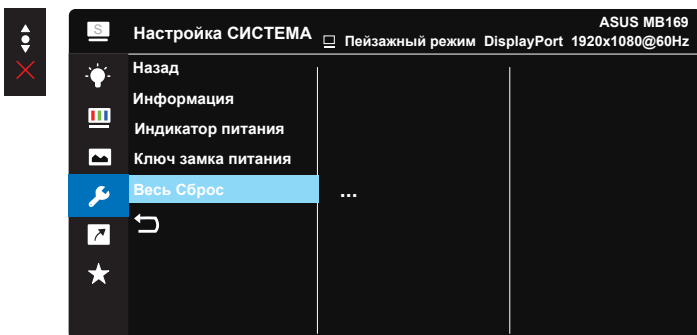 S
Настройка СИСТЕМА
Пейзажный режим DisplayPort 1920x1080@60Hz
ASUS MB169
Назад
Информация
Индикатор питания
Ключ замка питания
Весь Сброс
...